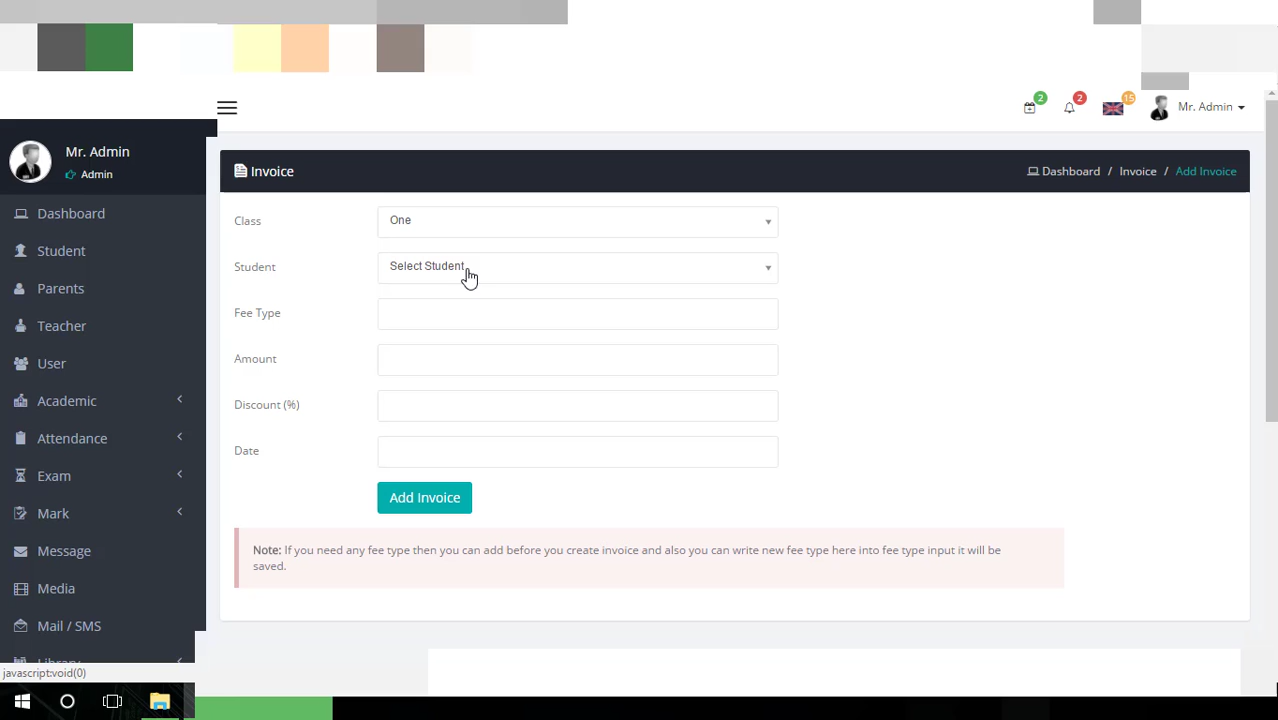 2
2
15
Mr. Admin
Mr. Admin
Admin
Invoice
Dashboard / Invoice / Add Invoice
Dashboard
Student
Parents
Teacher
User
Academic
Attendance
Exam
Mark
Message
Media
Mail / SMS
Library
Class
One
Student
Select Student
Fee Type
Amount
Discount (%)
Date
Add Invoice
Note: If you need any fee type then you can add before you create invoice and also you can write new fee type here into fee type input it will be
saved.
javascript:void(0)